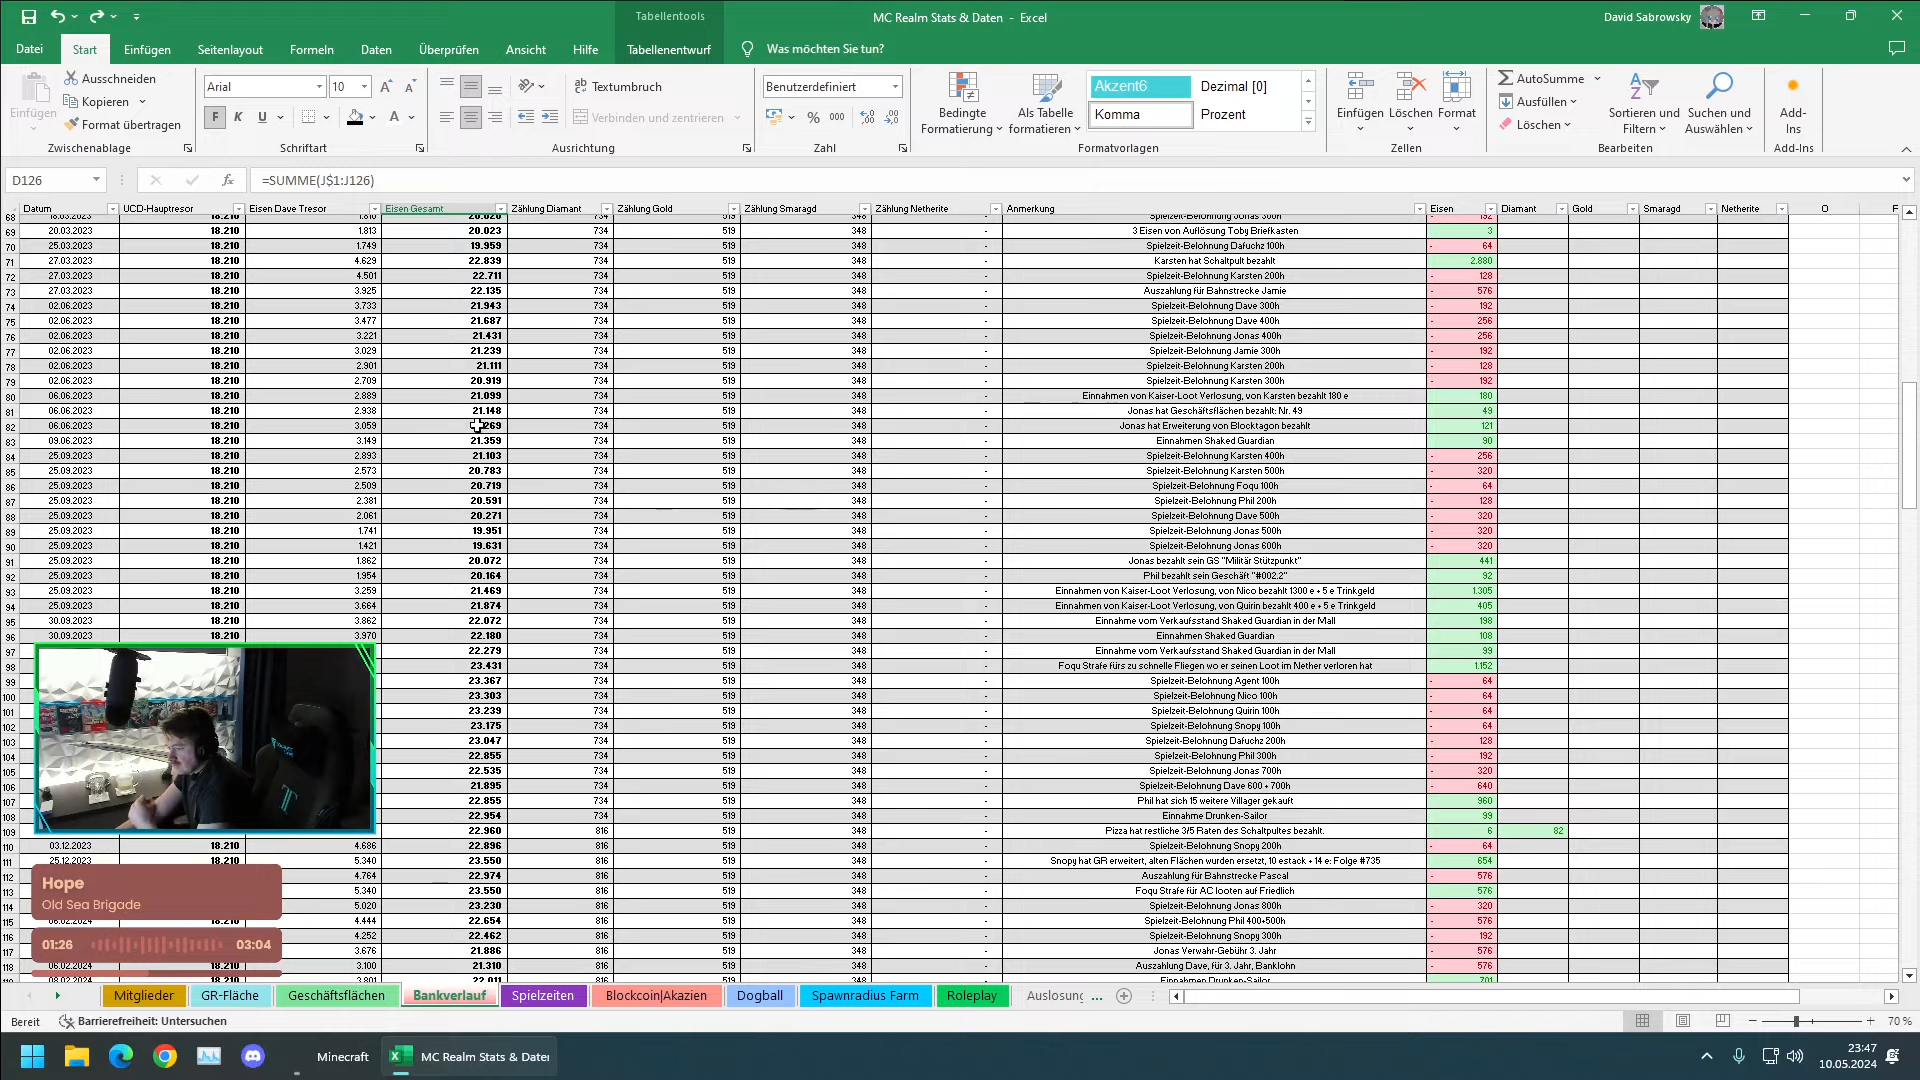 Tabellentools
MC Realm Stats & Daten - Excel
David Sabrowsky
Datei Start Einfügen Seitenlayout Formeln Daten Überprüfen Ansicht Hilfe Tabellenentwurf Was möchten Sie tun?
Einfügen
Ausschneiden
Kopieren
Format übertragen
Zwischenablage
Arial 10
F K U
Schriftart
Textumbruch
Verbinden und zentrieren
Ausrichtung
Benutzerdefiniert
% 000
Zahl
Bedingte Formatierung
Als Tabelle formatieren
Akzent6 Dezimal [0]
Komma Prozent
Formatvorlagen
Einfügen Löschen Format
Zellen
AutoSumme
Ausfüllen
Löschen
Sortieren und Filtern
Suchen und Auswählen
Bearbeiten
Add-Ins
Add-Ins
D126 =SUMME(J$1:J126)
Datum UCD-Hauptresor Eisen Dave Tresor Eisen Gesamt Zählung Diamant Zählung Gold Zählung Smaragd Zählung Netherite Anmerkung Eisen Diamant Gold Smaragd Netherite O
68 18.03.2023 18.210 1.810 20.020 734 519 348 - Spielzeit-Belohnung Jonas 300h - 192
69 20.03.2023 18.210 1.813 20.023 734 519 348 - 3 Eisen von Auflösung Toby Briefkasten 3
70 25.03.2023 18.210 1.749 19.959 734 519 348 - Spielzeit-Belohnung Dafuchz 100h - 64
71 27.03.2023 18.210 4.629 22.839 734 519 348 - Karsten hat Schaltpult bezahlt 2.880
72 27.03.2023 18.210 4.501 22.711 734 519 348 - Spielzeit-Belohnung Karsten 200h - 128
73 27.03.2023 18.210 3.925 22.135 734 519 348 - Auszahlung für Bahnstrecke Jamie - 576
74 02.06.2023 18.210 3.733 21.943 734 519 348 - Spielzeit-Belohnung Dave 300h - 192
75 02.06.2023 18.210 3.477 21.687 734 519 348 - Spielzeit-Belohnung Dave 400h - 256
76 02.06.2023 18.210 3.221 21.431 734 519 348 - Spielzeit-Belohnung Jonas 400h - 256
77 02.06.2023 18.210 3.029 21.239 734 519 348 - Spielzeit-Belohnung Jamie 300h - 192
78 02.06.2023 18.210 2.901 21.111 734 519 348 - Spielzeit-Belohnung Karsten 200h - 128
79 02.06.2023 18.210 2.709 20.919 734 519 348 - Spielzeit-Belohnung Karsten 300h - 192
80 06.06.2023 18.210 2.889 21.099 734 519 348 - Einnahmen von Kaiser-Loot Verlosung, von Karsten bezahlt 180 e 180
81 06.06.2023 18.210 2.938 21.148 734 519 348 - Jonas hat Geschäftsflächen bezahlt: Nr. 49 49
82 06.06.2023 18.210 3.059 269 734 519 348 - Jonas hat Erweiterung von Blocktagon bezahlt 121
83 09.06.2023 18.210 3.149 21.359 734 519 348 - Einnahmen Shaked Guardian 90
84 25.09.2023 18.210 2.893 21.103 734 519 348 - Spielzeit-Belohnung Karsten 400h - 256
85 25.09.2023 18.210 2.573 20.783 734 519 348 - Spielzeit-Belohnung Karsten 500h - 320
86 25.09.2023 18.210 2.509 20.719 734 519 348 - Spielzeit-Belohnung Foqu 100h - 64
87 25.09.2023 18.210 2.381 20.591 734 519 348 - Spielzeit-Belohnung Phil 200h - 128
88 25.09.2023 18.210 2.061 20.271 734 519 348 - Spielzeit-Belohnung Dave 500h - 320
89 25.09.2023 18.210 1.741 19.951 734 519 348 - Spielzeit-Belohnung Jonas 500h - 320
90 25.09.2023 18.210 1.421 19.631 734 519 348 - Spielzeit-Belohnung Jonas 600h - 320
91 25.09.2023 18.210 1.862 20.072 734 519 348 - Jonas bezahlt sein GS "Militär Stützpunkt" 441
92 25.09.2023 18.210 1.954 20.164 734 519 348 - Phil bezahlt sein Geschäft "#002.2" 92
93 25.09.2023 18.210 3.259 21.469 734 519 348 - Einnahmen von Kaiser-Loot Verlosung, von Nico bezahlt 1300 e + 5 e Trinkgeld 1.305
94 25.09.2023 18.210 3.664 21.874 734 519 348 - Einnahmen von Kaiser-Loot Verlosung, von Quirin bezahlt 400 e + 5 e Trinkgeld 405
95 30.09.2023 18.210 3.862 22.072 734 519 348 - Einnahme vom Verkaufsstand Shaked Guardian in der Mall 198
96 30.09.2023 18.210 3.970 22.180 734 519 348 - Einnahmen Shaked Guardian 108
97 22.279 734 519 348 - Einnahme vom Verkaufsstand Shaked Guardian in der Mall 99
98 23.431 734 519 348 - Foqu Strafe fürs zu schnelle Fliegen wo er seinen Loot im Nether verloren hat 1.152
99 23.367 734 519 348 - Spielzeit-Belohnung Agent 100h - 64
100 23.303 734 519 348 - Spielzeit-Belohnung Nico 100h - 64
101 23.239 734 519 348 - Spielzeit-Belohnung Quirin 100h - 64
102 23.175 734 519 348 - Spielzeit-Belohnung Snopy 100h - 64
103 23.047 734 519 348 - Spielzeit-Belohnung Dafuchz 200h - 128
104 22.855 734 519 348 - Spielzeit-Belohnung Phil 300h - 192
105 22.535 734 519 348 - Spielzeit-Belohnung Jonas 700h - 320
106 21.895 734 519 348 - Spielzeit-Belohnung Dave 600 + 700h - 640
107 22.855 734 519 348 - Phil hat sich 15 weitere Villager gekauft 960
108 22.954 734 519 348 - Einnahme Drunken-Sailor 99
109 22.960 816 519 348 - Pizza hat restliche 3/5 Raten des Schaltpultes bezahlt. 6 82
110 03.12.2023 18.210 4.686 22.896 816 519 348 - Spielzeit-Belohnung Snopy 200h - 64
111 25.12.2023 18.210 5.340 23.550 816 519 348 - Snopy hat GR erweitert, alten Flächen wurden ersetzt, 10 estack + 14 e: Folge #735 654
112 4.764 22.974 816 519 348 - Auszahlung für Bahnstrecke Pascal - 576
113 5.340 23.550 816 519 348 - Foqu Strafe für AC looten auf Friedlich 576
114 5.020 23.230 816 519 348 - Spielzeit-Belohnung Jonas 800h - 320
115 06.02.2024 18.210 4.444 22.654 816 519 348 - Spielzeit-Belohnung Phil 400+500h - 576
116 4.252 22.462 816 519 348 - Spielzeit-Belohnung Snopy 300h - 192
117 3.676 21.886 816 519 348 - Jonas Verwahr-Gebühr 3. Jahr - 576
118 06.02.2024 18.210 3.100 21.310 816 519 348 - Auszahlung Dave, für 3. Jahr, Banklohn - 576
08.02.2024 18.210 3.801 22.011 816 519 348 Einnahmen Drunken-Sailor 701
Hope
Old Sea Brigade
01:26 03:04
Mitglieder GR-Fläche Geschäftsflächen Bankverlauf Spielzeiten Blockcoin|Akazien Dogball Spawnradius Farm Roleplay Auslosung ...
Bereit Barrierefreiheit: Untersuchen 70 %
Minecraft MC Realm Stats & Daten
23:47
10.05.2024